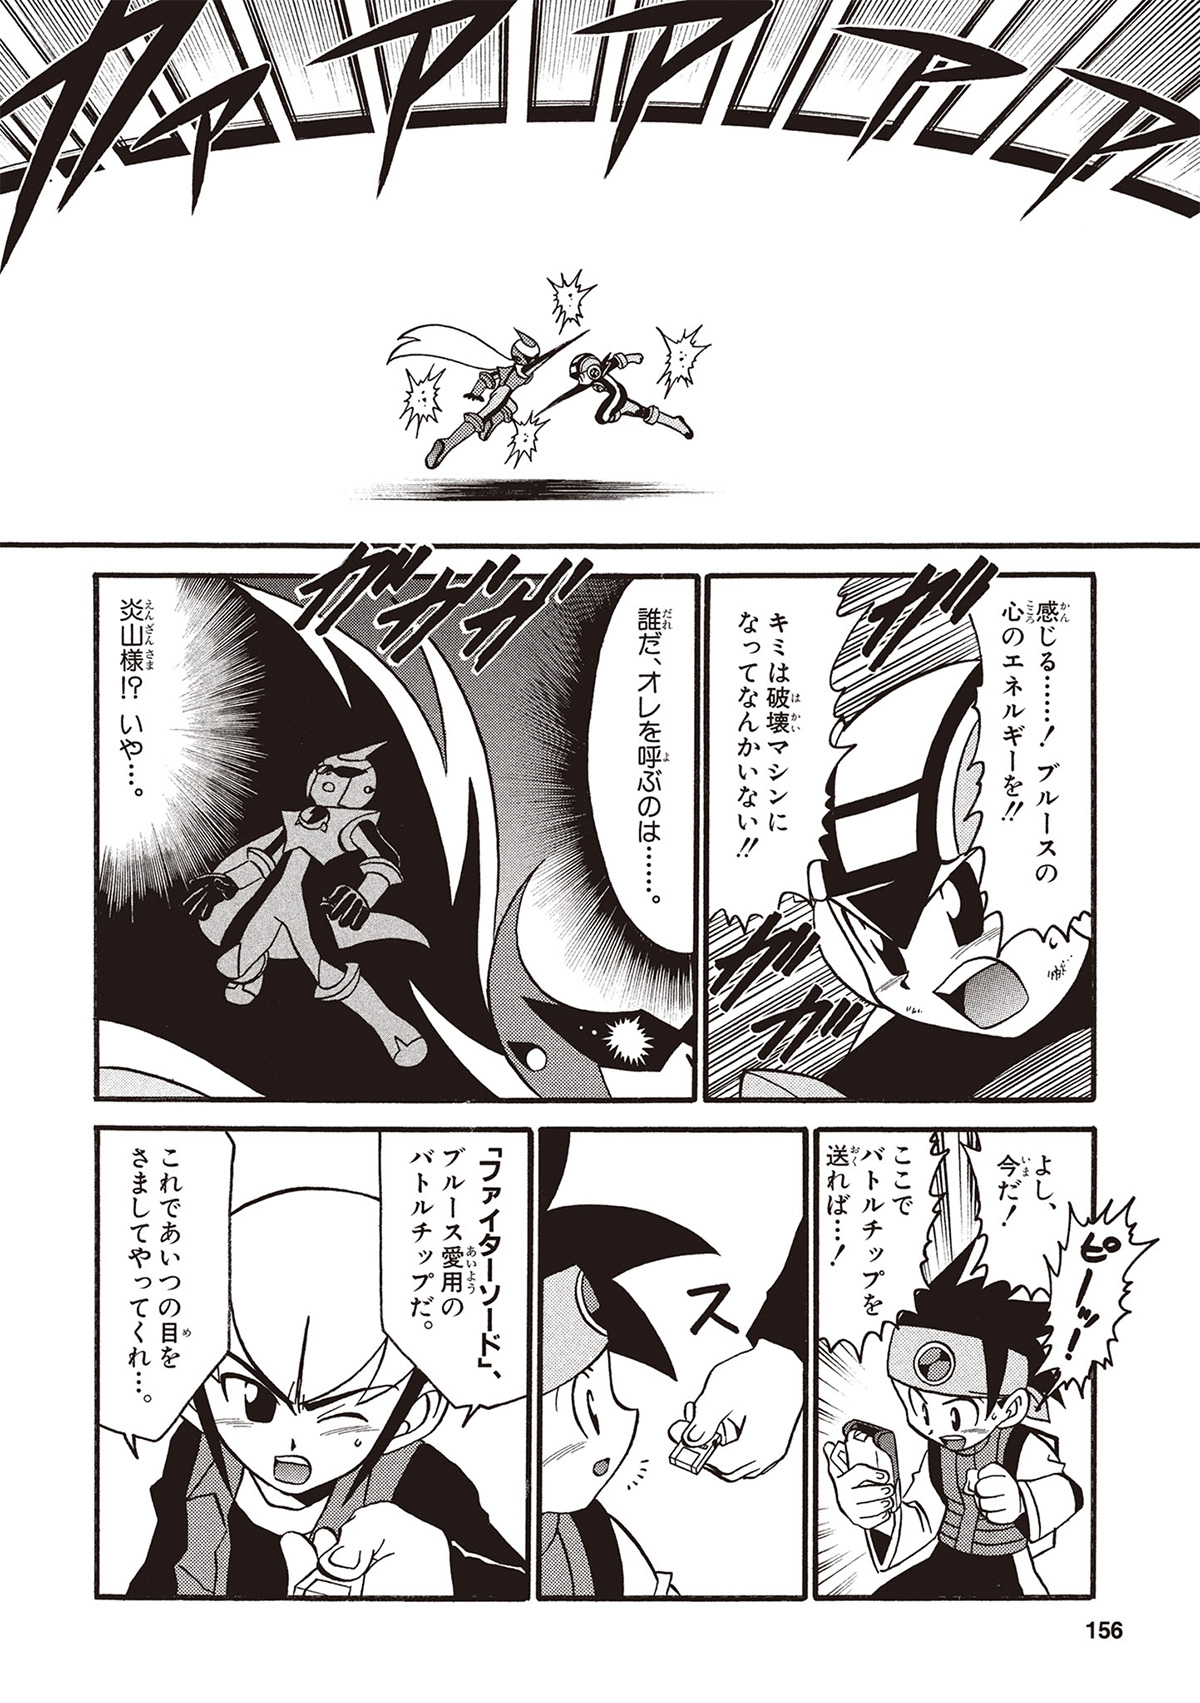 カァァァァァ
感じる……！ブルースの
心のエネルギーを!!
キミは破壊マシンに
なってなんかいない!!
ガガガ
誰だ、オレを呼ぶのは……。
ガガガ
炎山様!?いや…。
ピーッ！
よし、
今だ！
ここで
バトルチップを
送れば…！
ス
「ファイターソード」、
ブルース愛用の
バトルチップだ。
これであいつの目を
さましてやってくれ…。
156